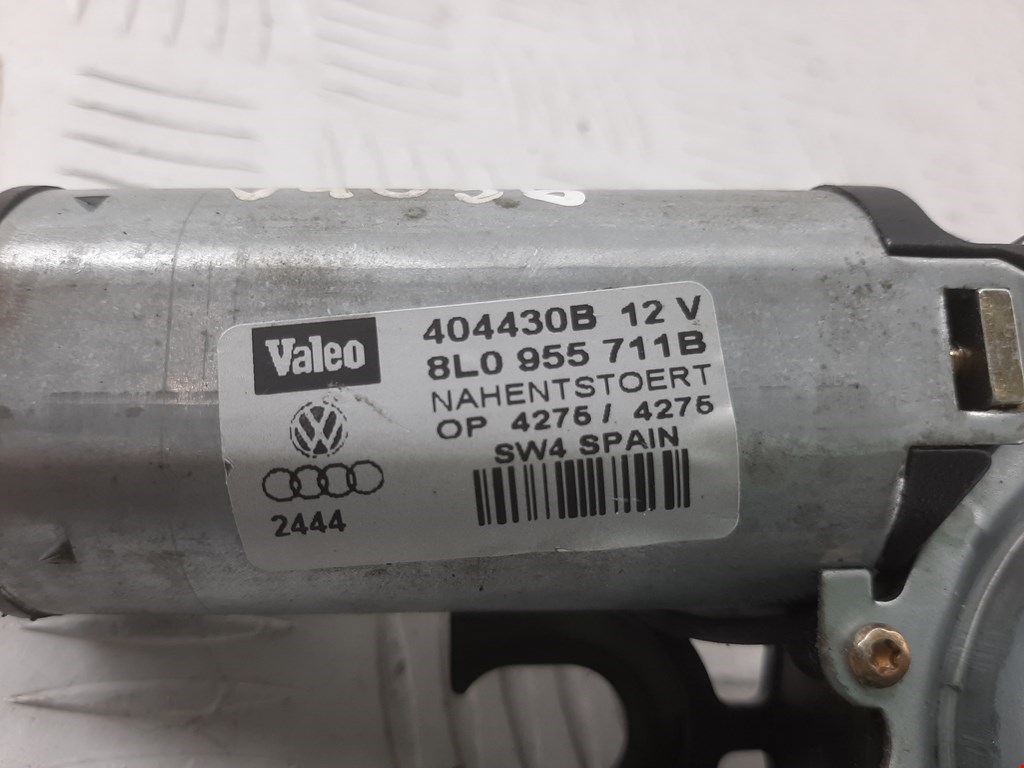 Valeo
404430B 12 V
8L0 955 711B
NAHENTSTOERT
OP 4275 / 4275
SW4 SPAIN
2444